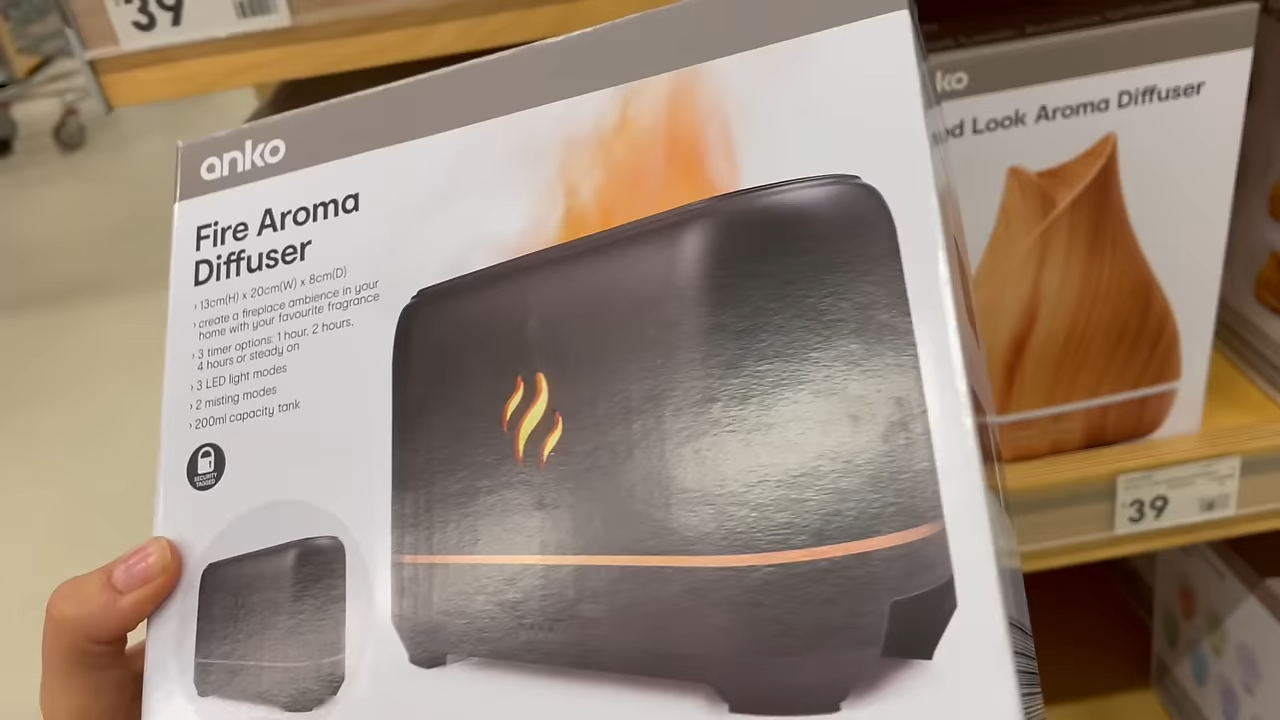 39
anko
Fire Aroma
Diffuser
› 13cm(H) x 20cm(W) x 8cm(D)
› create a fireplace ambience in your
home with your favourite fragrance
› 3 timer options: 1 hour, 2 hours,
4 hours or steady on
› 3 LED light modes
› 2 misting modes
› 200ml capacity tank
SECURITY
TAGGED
ko
Look Aroma Diffuser
39